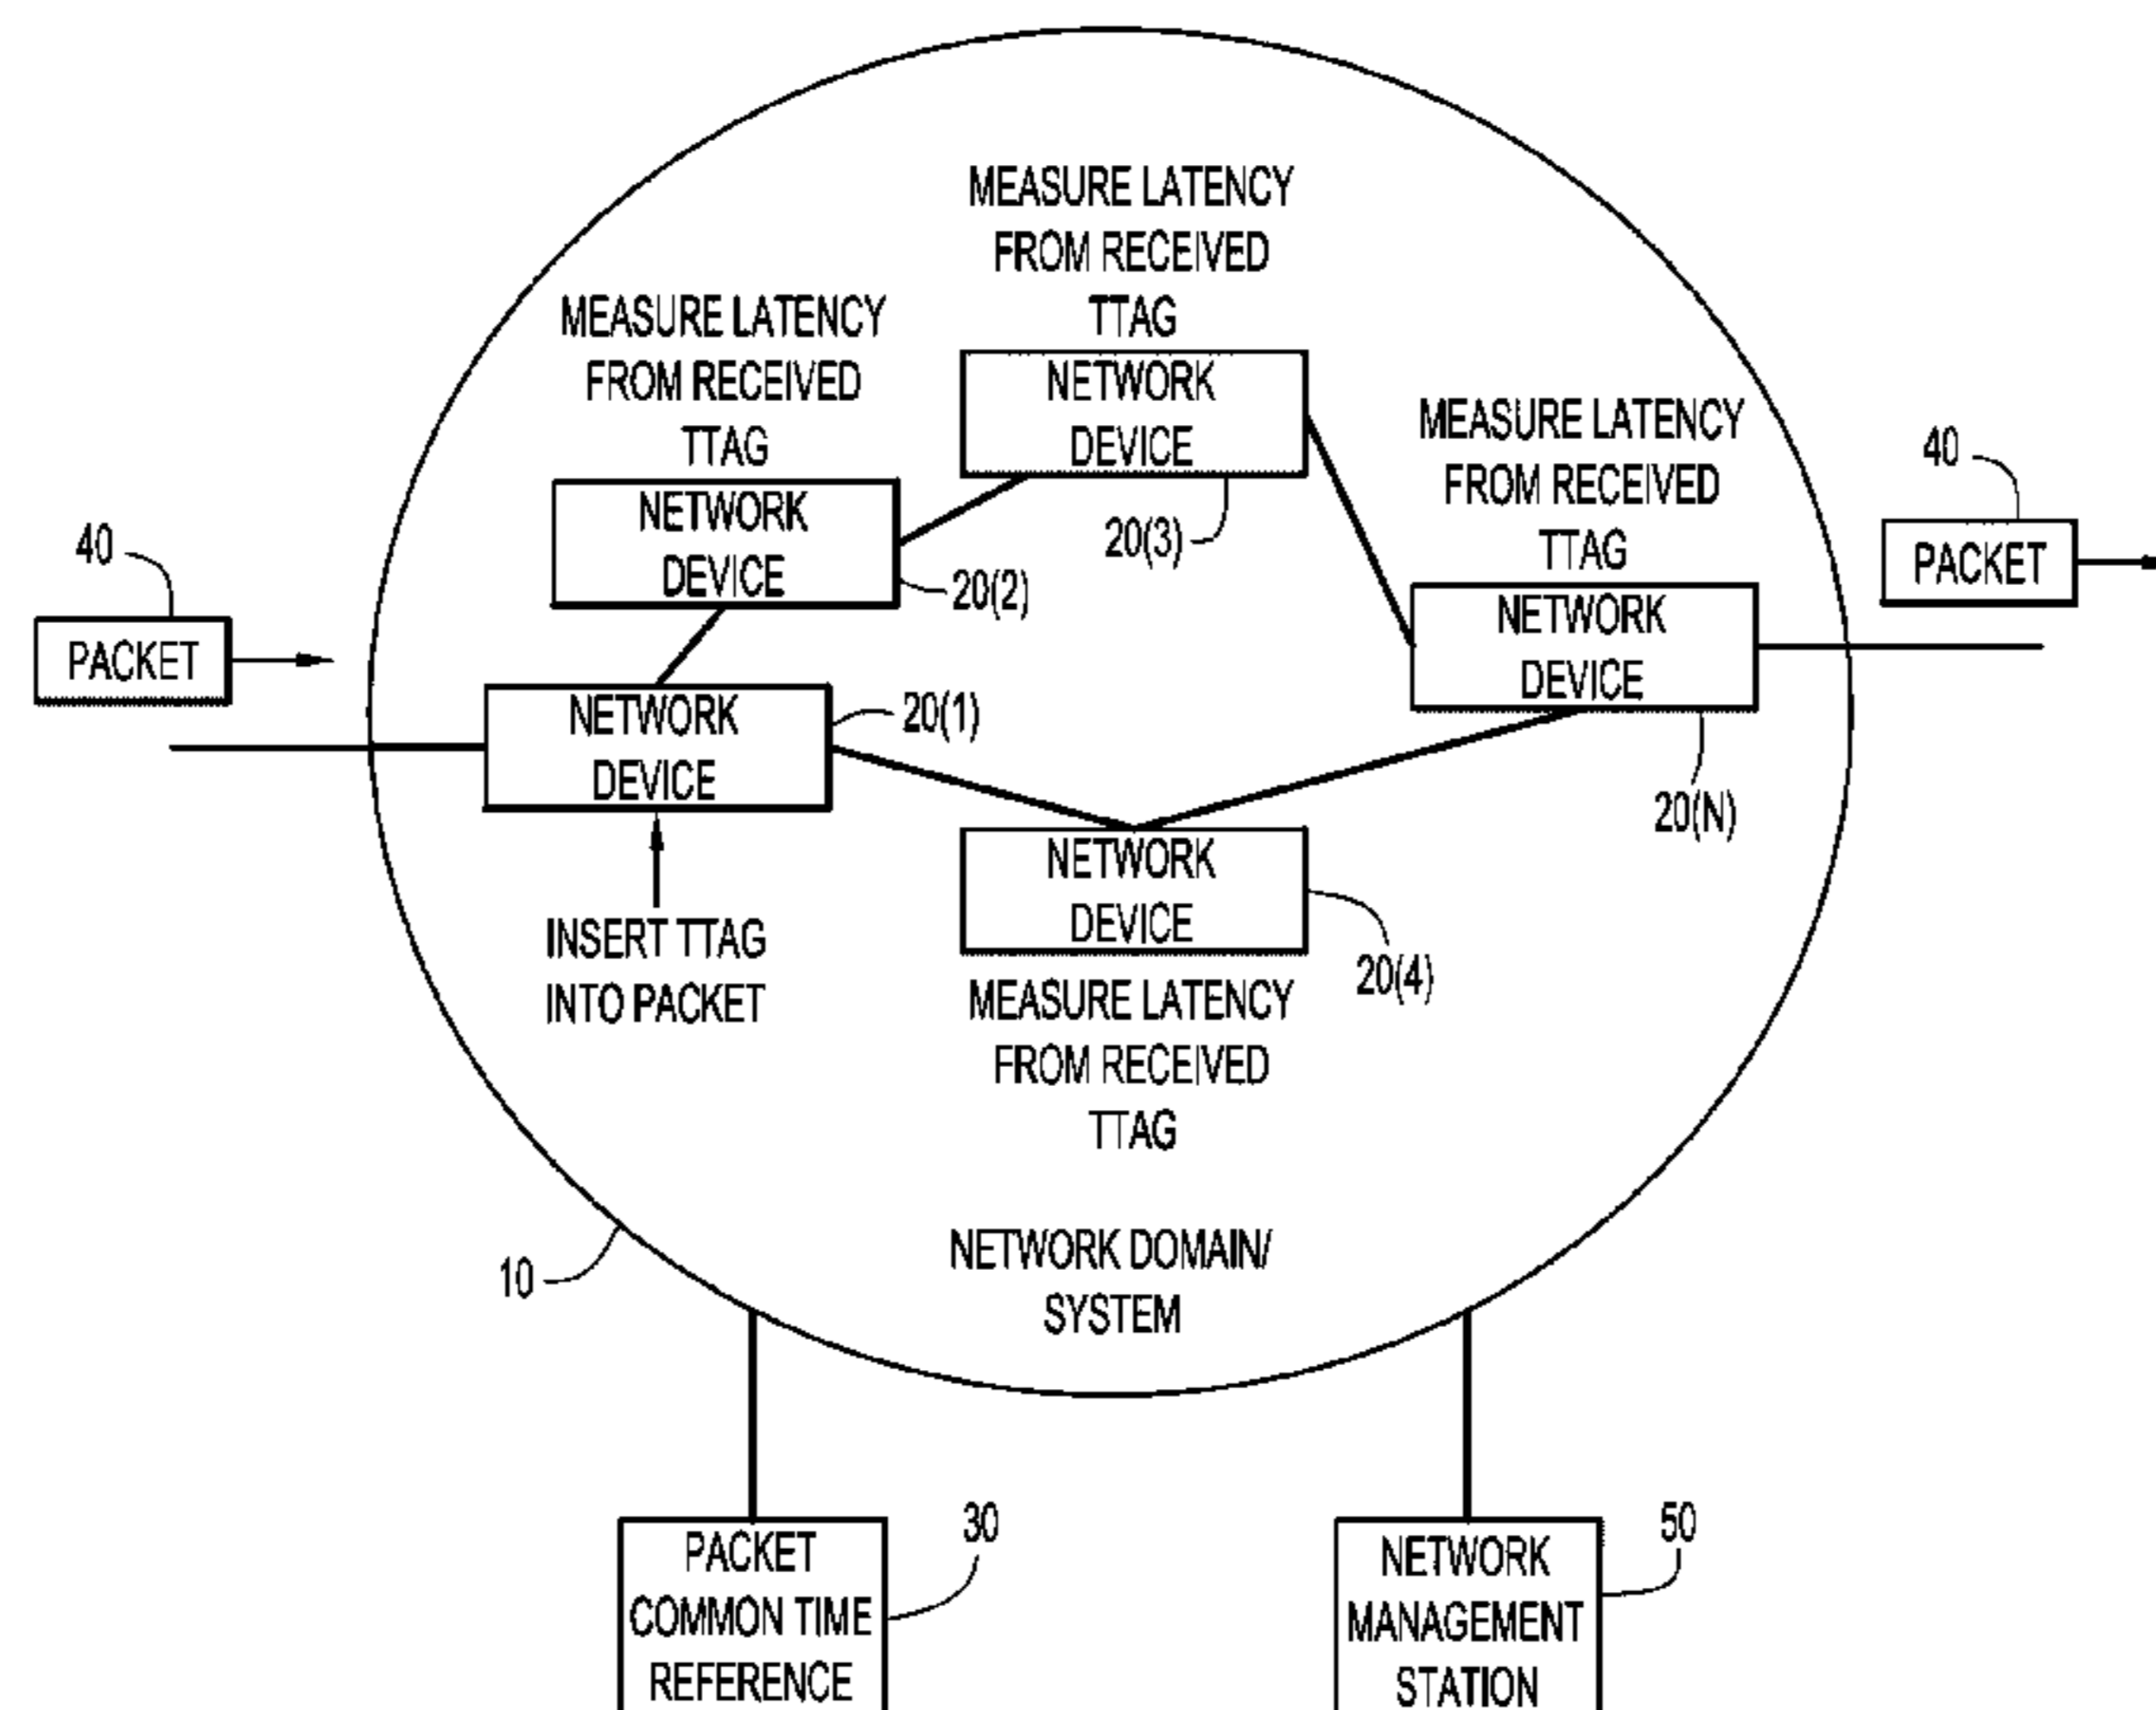 MEASURE LATENCY
FROM RECEIVED
TTAG
NETWORK
DEVICE
20(3)
MEASURE LATENCY
FROM RECEIVED
TTAG
NETWORK
DEVICE
20(2)
MEASURE LATENCY
FROM RECEIVED
TTAG
NETWORK
DEVICE
20(N)
40
PACKET
40
PACKET
NETWORK
DEVICE
20(1)
INSERT TTAG
INTO PACKET
NETWORK
DEVICE
20(4)
MEASURE LATENCY
FROM RECEIVED
TTAG
NETWORK DOMAIN/
SYSTEM
10
PACKET
COMMON TIME
REFERENCE
30
NETWORK
MANAGEMENT
STATION
50